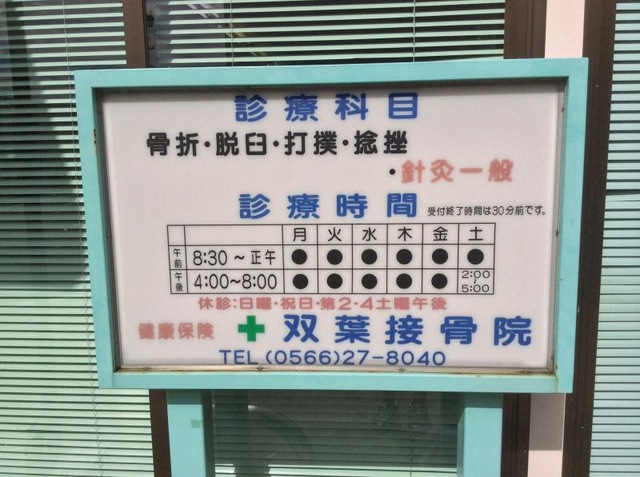 診療科目
骨折・脱臼・打撲・捻挫
・針灸一般
診療時間 受付終了時間は30分前です。
月 火 水 木 金 土
午前 8:30～正午 ● ● ● ● ● ●
午後 4:00～8:00 ● ● ● ● ● 2:00～5:00
休診:日曜・祝日・第2・4土曜午後
健康保険 ✚ 双葉接骨院
TEL (0566)27-8040